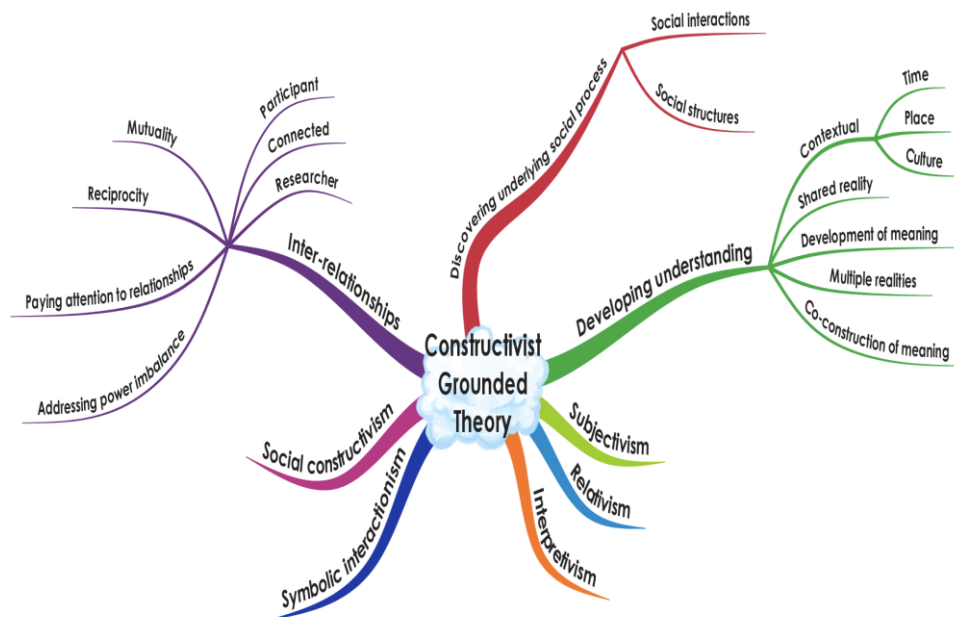 Constructivist
Grounded
Theory
Discovering underlying social process
Social interactions
Social structures
Developing understanding
Contextual
Time
Place
Culture
Shared reality
Development of meaning
Multiple realities
Co-construction of meaning
Subjectivism
Relativism
Interpretivism
Symbolic interactionism
Social constructivism
Inter-relationships
Participant
Connected
Researcher
Mutuality
Reciprocity
Paying attention to relationships
Addressing power imbalance